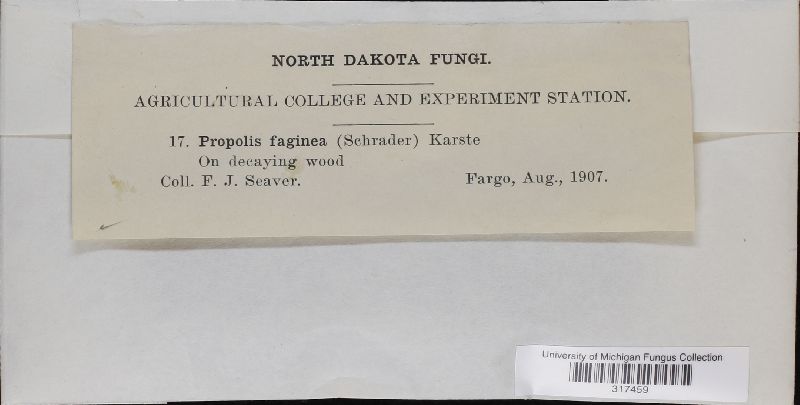 NORTH DAKOTA FUNGI.
AGRICULTURAL COLLEGE AND EXPERIMENT STATION.
17. Propolis faginea (Schrader) Karste
On decaying wood
Coll. F. J. Seaver. Fargo, Aug., 1907.
University of Michigan Fungus Collection
317459